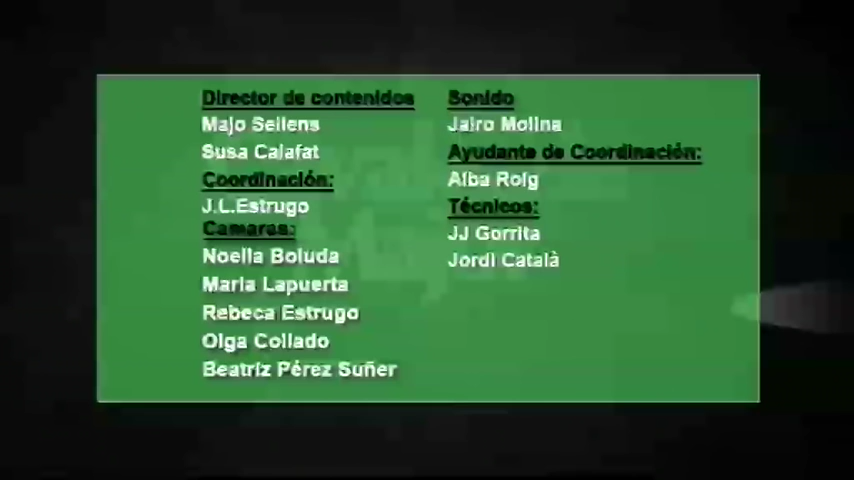 Director de contenidos
Majo Sellens
Susa Calafat
Coordinación:
J.L.Estrugo
Camaras:
Noelia Boluda
Maria Lapuerta
Rebeca Estrugo
Olga Collado
Beatriz Pérez Suñer
Sonido
Jairo Molina
Ayudante de Coordinación:
Alba Roig
Técnicos:
JJ Gorrita
Jordi Català